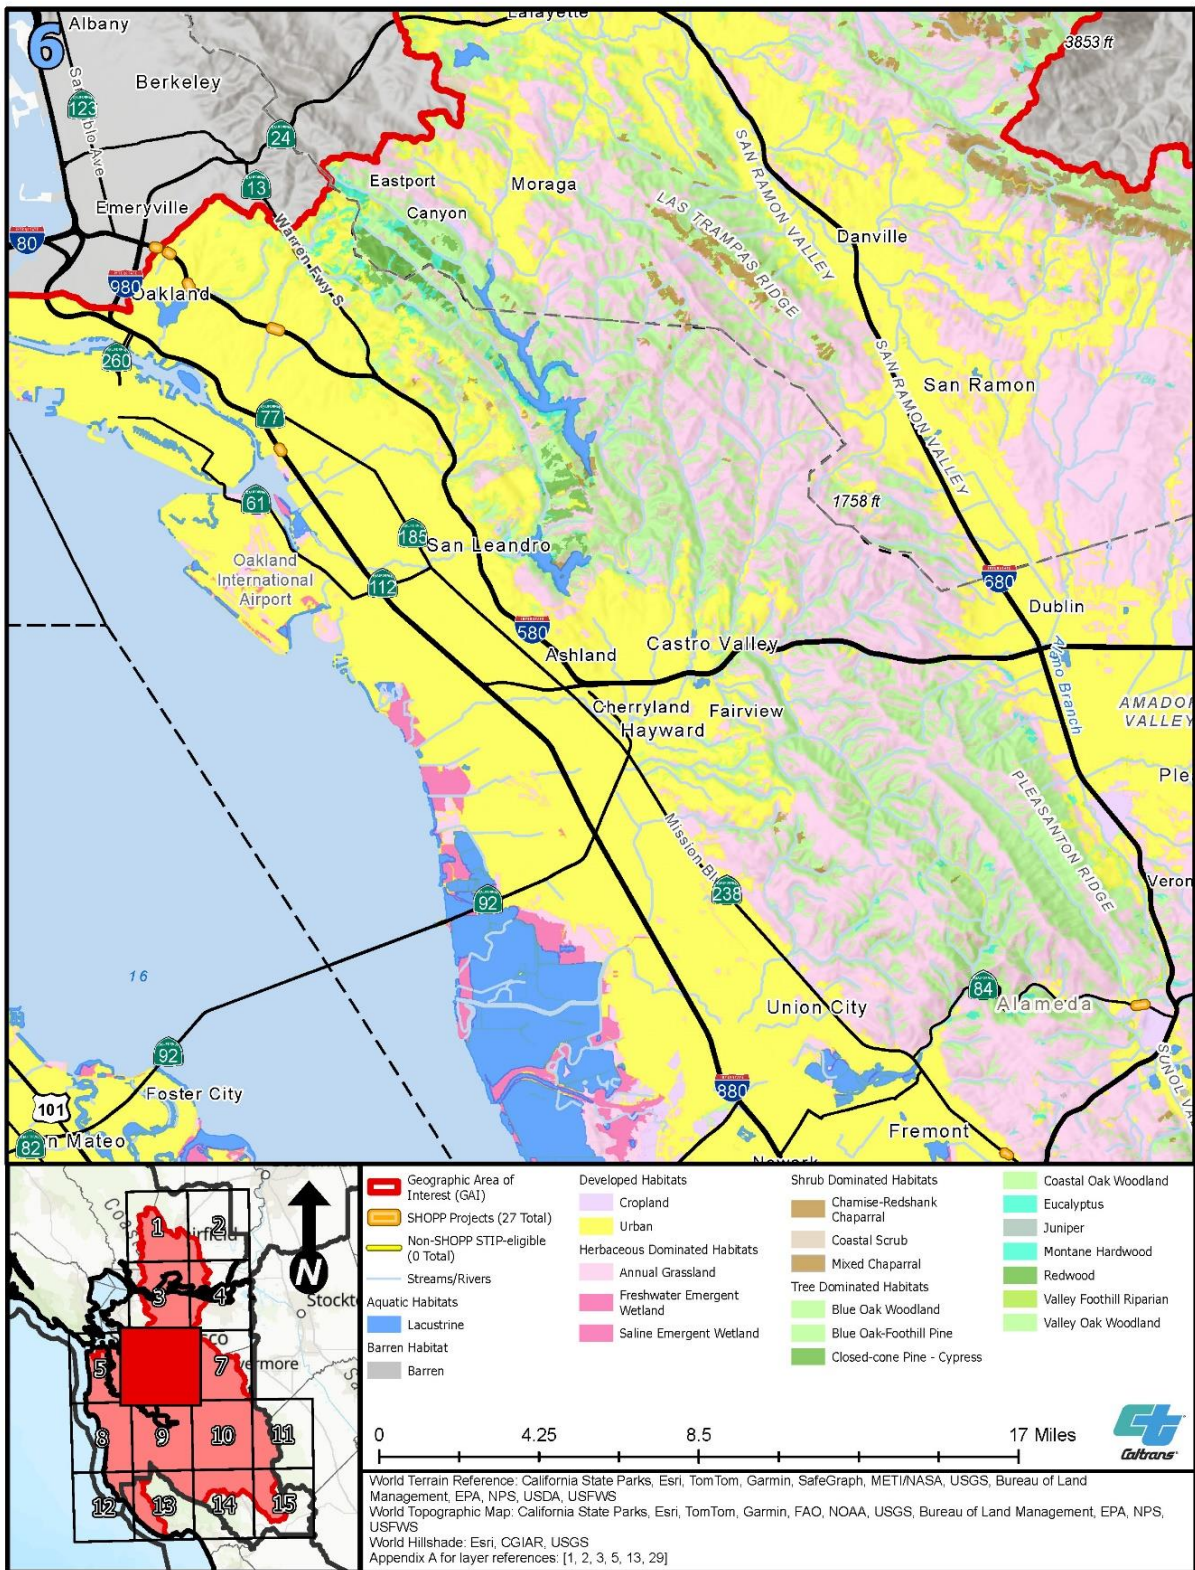 6
Albany
Lafayette
3853 ft
Berkeley
123
24
13
Eastport
Moraga
Canyon
SAN RAMON VALLEY
LAS TRAMPAS RIDGE
Danville
Emeryville
80
980
Oakland
Warren Fwy S
260
77
SAN RAMON VALLEY
San Ramon
61
1758 ft
185
San Leandro
Oakland
International
Airport
112
680
Dublin
580
Ashland
Castro Valley
Alamo Branch
Cherryland
Fairview
Hayward
AMADOR
VALLEY
Ple
PLEASANTON RIDGE
Mission Bl
238
Veron
92
16
84
Alameda
Union City
92
Foster City
880
SUNOL VA
101
82
n Mateo
Fremont
Newark
Geographic Area of
Interest (GAI)
SHOPP Projects (27 Total)
Non-SHOPP STIP-eligible
(0 Total)
Streams/Rivers
Aquatic Habitats
Lacustrine
Barren Habitat
Barren
Developed Habitats
Cropland
Urban
Herbaceous Dominated Habitats
Annual Grassland
Freshwater Emergent
Wetland
Saline Emergent Wetland
Shrub Dominated Habitats
Chamise-Redshank
Chaparral
Coastal Scrub
Mixed Chaparral
Tree Dominated Habitats
Blue Oak Woodland
Blue Oak-Foothill Pine
Closed-cone Pine - Cypress
Coastal Oak Woodland
Eucalyptus
Juniper
Montane Hardwood
Redwood
Valley Foothill Riparian
Valley Oak Woodland
N
1
2
irfield
3
4
Stockt
co
5
7
vermore
8
9
10
11
12
13
14
15
0
4.25
8.5
17 Miles
Caltrans
World Terrain Reference: California State Parks, Esri, TomTom, Garmin, SafeGraph, METI/NASA, USGS, Bureau of Land
Management, EPA, NPS, USDA, USFWS
World Topographic Map: California State Parks, Esri, TomTom, Garmin, FAO, NOAA, USGS, Bureau of Land Management, EPA, NPS,
USFWS
World Hillshade: Esri, CGIAR, USGS
Appendix A for layer references: [1, 2, 3, 5, 13, 29]